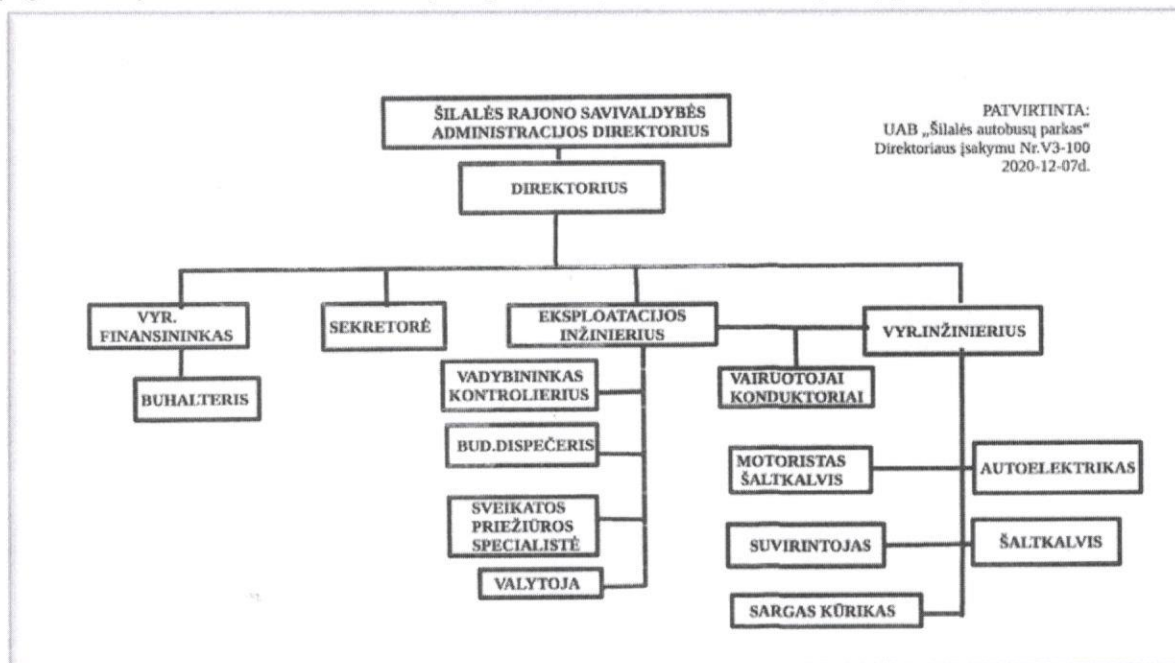 ŠILALĖS RAJONO SAVIVALDYBĖS
ADMINISTRACIJOS DIREKTORIUS
PATVIRTINTA:
UAB „Šilalės autobusų parkas“
Direktoriaus įsakymu Nr.V3-100
2020-12-07d.
DIREKTORIUS
VYR.
FINANSININKAS
SEKRETORĖ
EKSPLOATACIJOS
INŽINIERIUS
VYR.INŽINIERIUS
BUHALTERIS
VADYBININKAS
KONTROLIERIUS
VAIRUOTOJAI
KONDUKTORIAI
BUD.DISPEČERIS
MOTORISTAS
ŠALTKALVIS
AUTOELEKTRIKAS
SVEIKATOS
PRIEŽIŪROS
SPECIALISTĖ
SUVIRINTOJAS
ŠALTKALVIS
VALYTOJA
SARGAS KŪRIKAS